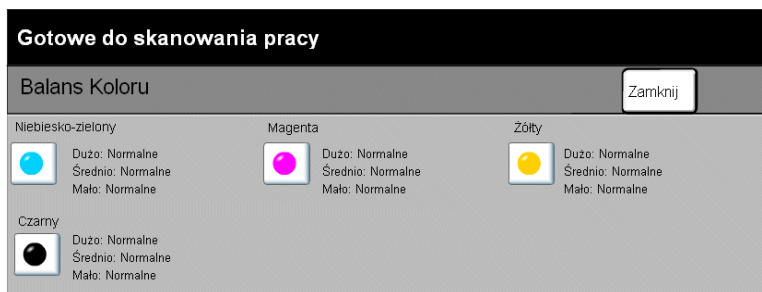 Gotowe do skanowania pracy
Balans Koloru
Zamknij
Niebiesko-zielony
Dużo: Normalne
Średnio: Normalne
Mało: Normalne
Magenta
Dużo: Normalne
Średnio: Normalne
Mało: Normalne
Żółty
Dużo: Normalne
Średnio: Normalne
Mało: Normalne
Czarny
Dużo: Normalne
Średnio: Normalne
Mało: Normalne